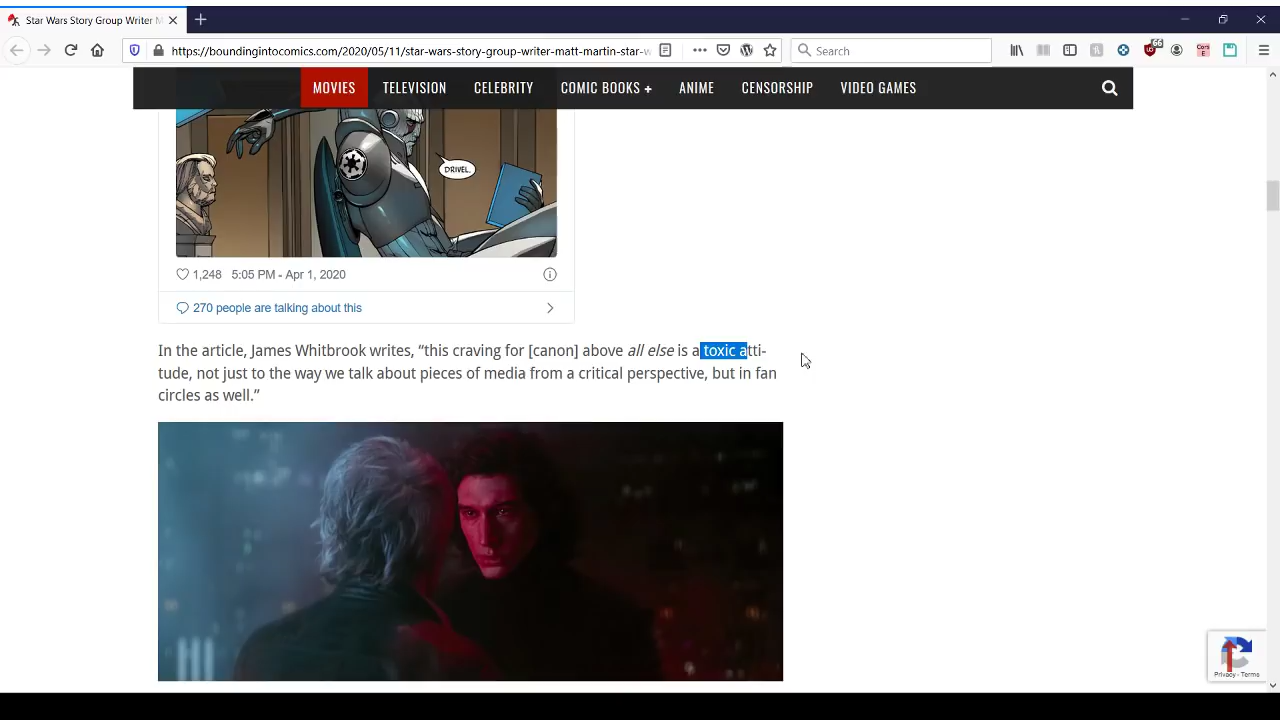 Star Wars Story Group Writer M
https://boundingintocomics.com/2020/05/11/star-wars-story-group-writer-matt-martin-star-w
Search
66
MOVIES TELEVISION CELEBRITY COMIC BOOKS + ANIME CENSORSHIP VIDEO GAMES
DRIVEL.
1,248 5:05 PM - Apr 1, 2020
270 people are talking about this
In the article, James Whitbrook writes, “this craving for [canon] above all else is a toxic atti-
tude, not just to the way we talk about pieces of media from a critical perspective, but in fan
circles as well.”
Privacy - Terms